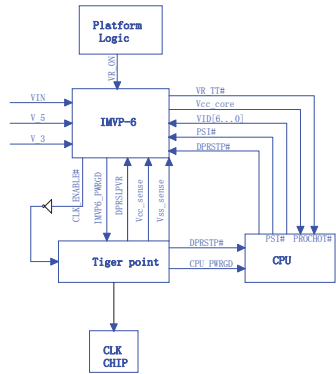 Platform
Logic
VR_ON
VIN
V_5
V_3
IMVP-6
VR_TT#
Vcc_core
VID[6...0]
PSI#
DPRSTP#
CLK_ENABLE#
IMVP6_PWRGD
DPRSLPVR
Vcc_sense
Vss_sense
Tiger point
DPRSTP#
CPU_PWRGD
PSI# PROCHOT#
CPU
CLK
CHIP